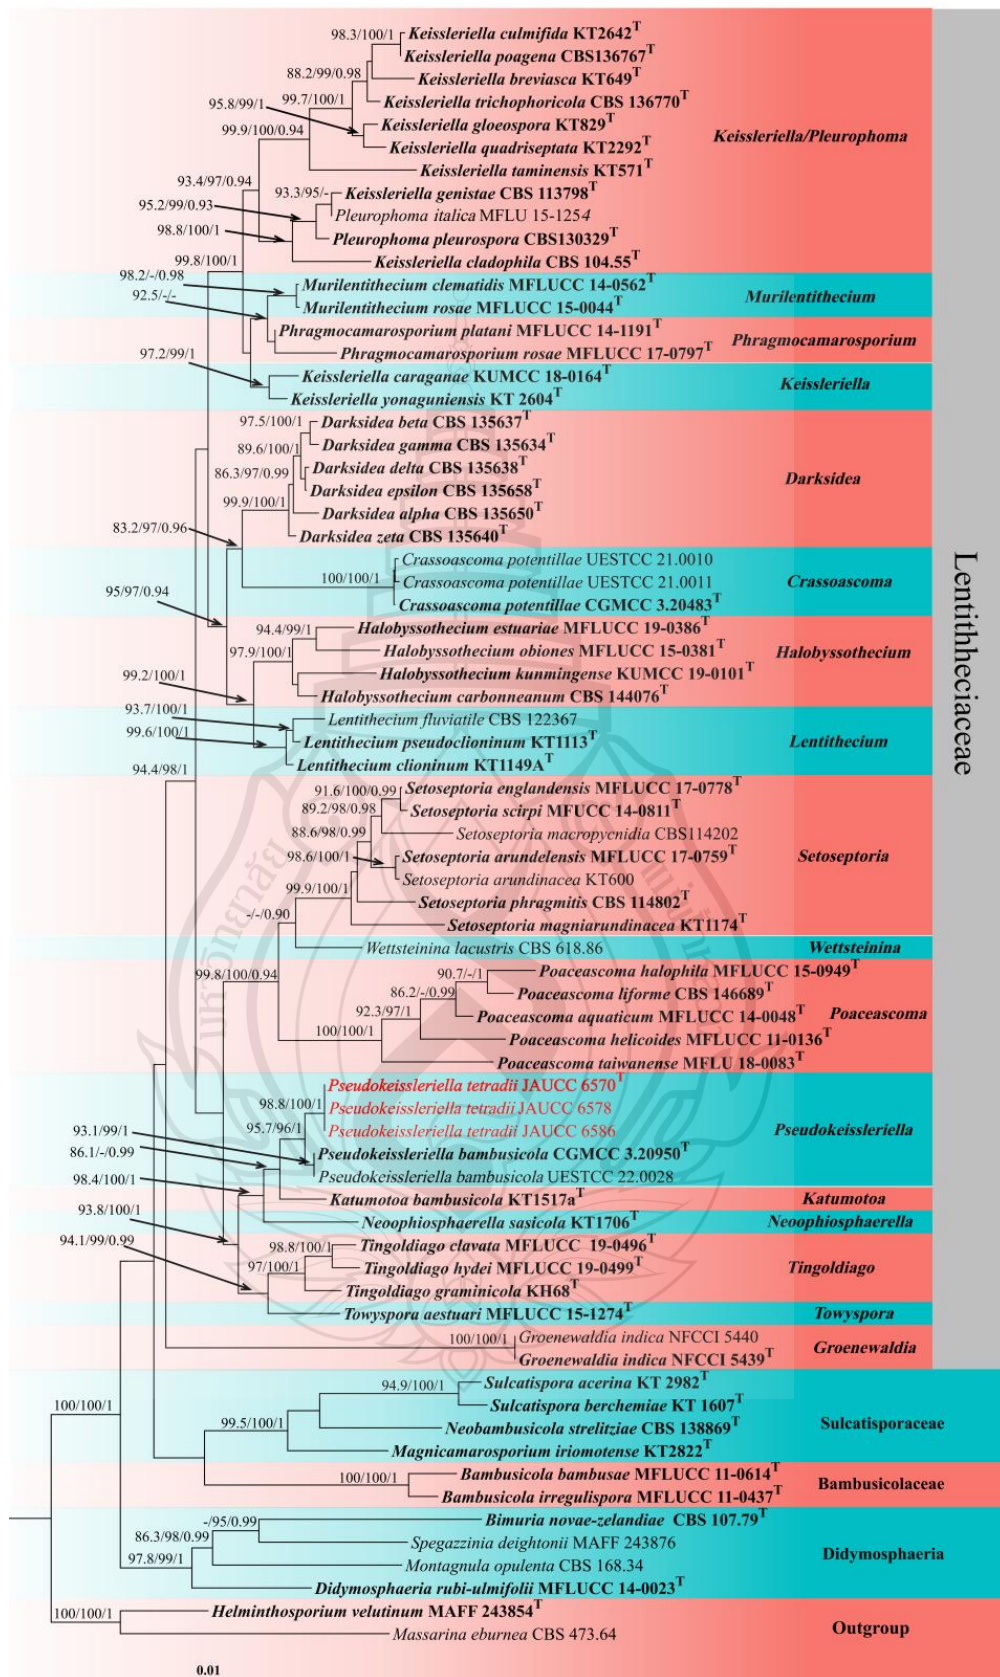 98.3/100/1
Keissleriella culmifida KT2642T
Keissleriella poagena CBS136767T
88.2/99/0.98
Keissleriella breviasca KT649T
99.7/100/1
Keissleriella trichophoricola CBS 136770T
95.8/99/1
Keissleriella gloeospora KT829T
99.9/100/0.94
Keissleriella/Pleurophoma
Keissleriella quadriseptata KT2292T
Keissleriella taminensis KT571T
93.4/97/0.94
93.3/95/-
Keissleriella genistae CBS 113798T
95.2/99/0.93
Pleurophoma italica MFLU 15-1254
98.8/100/1
Pleurophoma pleurospora CBS130329T
99.8/100/1
Keissleriella cladophila CBS 104.55T
98.2/-/0.98
Murilentithecium clematidis MFLUCC 14-0562T
92.5/-/-
Murilentithecium
Murilentithecium rosae MFLUCC 15-0044T
Phragmocamarosporium platani MFLUCC 14-1191T
Phragmocamarosporium
97.2/99/1
Phragmocamarosporium rosae MFLUCC 17-0797T
Keissleriella caraganae KUMCC 18-0164T
Keissleriella
Keissleriella yonaguniensis KT 2604T
97.5/100/1
Darksidea beta CBS 135637T
89.6/100/1
Darksidea gamma CBS 135634T
86.3/97/0.99
Darksidea delta CBS 135638T
Darksidea
Darksidea epsilon CBS 135658T
99.9/100/1
Darksidea alpha CBS 135650T
83.2/97/0.96
Darksidea zeta CBS 135640T
Crassoascoma potentillae UESTCC 21.0010
100/100/1
Crassoascoma potentillae UESTCC 21.0011
Crassoascoma
95/97/0.94
Crassoascoma potentillae CGMCC 3.20483T
94.4/99/1
Halobyssothecium estuariae MFLUCC 19-0386T
97.9/100/1
Halobyssothecium obiones MFLUCC 15-0381T
Halobyssothecium
99.2/100/1
Halobyssothecium kunmingense KUMCC 19-0101T
Halobyssothecium carbonneanum CBS 144076T
93.7/100/1
Lentithecium fluviatile CBS 122367
99.6/100/1
Lentithecium pseudoclioninum KT1113T
Lentithecium
94.4/98/1
Lentithecium clioninum KT1149AT
91.6/100/0.99
Setoseptoria englandensis MFLUCC 17-0778T
89.2/98/0.98
Setoseptoria scirpi MFUCC 14-0811T
88.6/98/0.99
Setoseptoria macropycnidia CBS114202
98.6/100/1
Setoseptoria arundelensis MFLUCC 17-0759T
Setoseptoria
99.9/100/1
Setoseptoria arundinacea KT600
Setoseptoria phragmitis CBS 114802T
-/-/0.90
Setoseptoria magniarundinacea KT1174T
Wettsteinina lacustris CBS 618.86
Wettsteinina
99.8/100/0.94
90.7/-/1
Poaceascoma halophila MFLUCC 15-0949T
86.2/-/0.99
Poaceascoma liforme CBS 146689T
92.3/97/1
Poaceascoma aquaticum MFLUCC 14-0048T
Poaceascoma
100/100/1
Poaceascoma helicoides MFLUCC 11-0136T
Poaceascoma taiwanense MFLU 18-0083T
Pseudokeissleriella tetradii JAUCC 6570T
98.8/100/1
Pseudokeissleriella tetradii JAUCC 6578
95.7/96/1
Pseudokeissleriella tetradii JAUCC 6586
Pseudokeissleriella
93.1/99/1
Pseudokeissleriella bambusicola CGMCC 3.20950T
86.1/-/0.99
Pseudokeissleriella bambusicola UESTCC 22.0028
98.4/100/1
Katumotoa bambusicola KT1517aT
Katumotoa
93.8/100/1
Neoophiosphaerella sasicola KT1706T
Neoophiosphaerella
94.1/99/0.99
98.8/100/1
Tingoldiago clavata MFLUCC 19-0496T
97/100/1
Tingoldiago hydei MFLUCC 19-0499T
Tingoldiago
Tingoldiago graminicola KH68T
Towyspora aestuari MFLUCC 15-1274T
Towyspora
100/100/1
Groenewaldia indica NFCCI 5440
Groenewaldia
Groenewaldia indica NFCCI 5439T
Lentithheciaceae
94.9/100/1
Sulcatispora acerina KT 2982T
100/100/1
Sulcatispora berchemiae KT 1607T
99.5/100/1
Neobambusicola strelitziae CBS 138869T
Sulcatisporaceae
Magnicamarosporium iriomotense KT2822T
100/100/1
Bambusicola bambusae MFLUCC 11-0614T
Bambusicolaceae
Bambusicola irregulispora MFLUCC 11-0437T
-/95/0.99
Bimuria novae-zelandiae CBS 107.79T
86.3/98/0.99
Spegazzinia deightonii MAFF 243876
Didymosphaeria
97.8/99/1
Montagnula opulenta CBS 168.34
Didymosphaeria rubi-ulmifolii MFLUCC 14-0023T
100/100/1
Helminthosporium velutinum MAFF 243854T
Outgroup
Massarina eburnea CBS 473.64
0.01
มหาวิทยาลัย
แม่ฟ้าหลวง